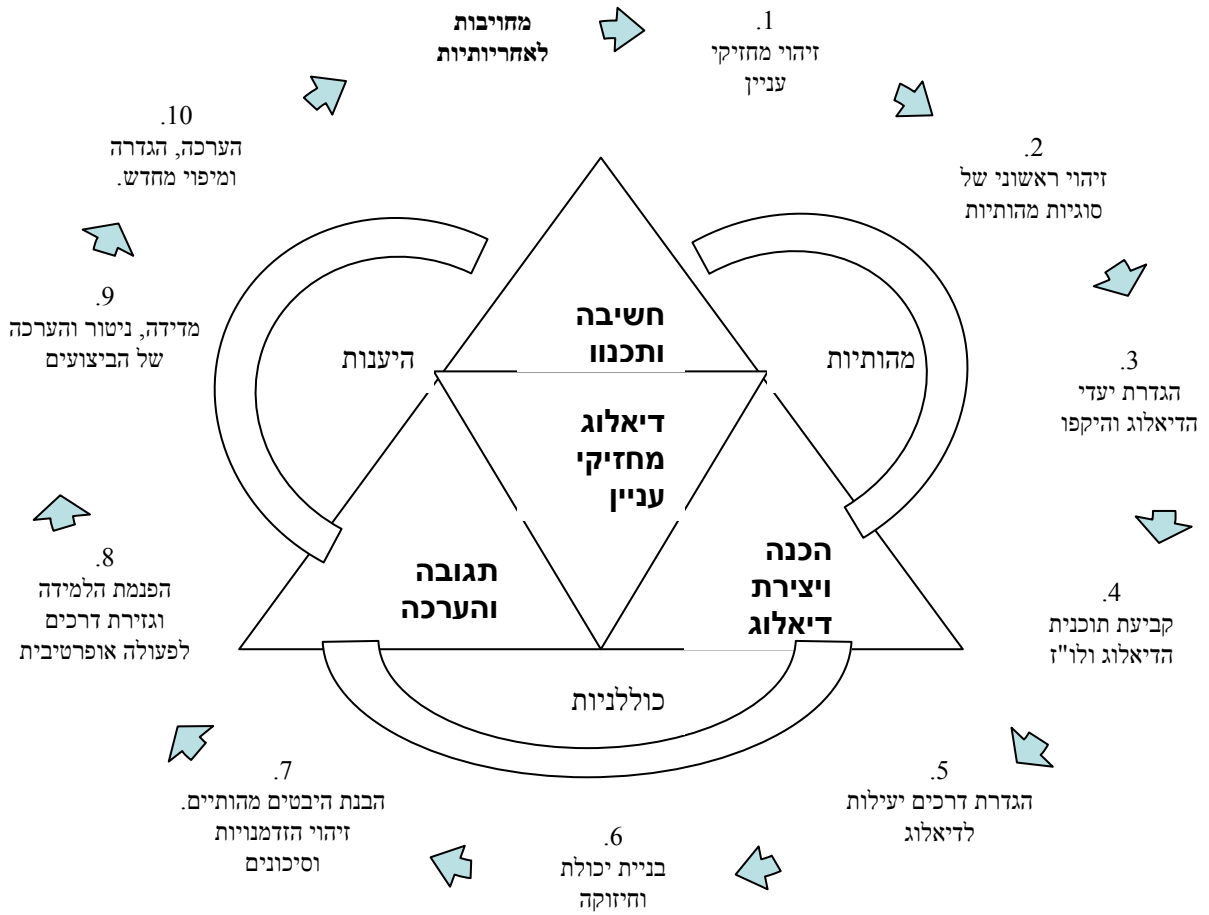 מחויבות
לאחריותיות
1.
זיהוי מחזיקי
עניין
2.
זיהוי ראשוני של
סוגיות מהותיות
3.
הגדרת יעדי
הדיאלוג והיקפו
4.
קביעת תוכנית
הדיאלוג ולו"ז
5.
הגדרת דרכים יעילות
לדיאלוג
6.
בניית יכולת
וחיזוקה
7.
הבנת היבטים מהותיים.
זיהוי הזדמנויות
וסיכונים
8.
הפנמת הלמידה
וגזירת דרכים
לפעולה אופרטיבית
9.
מדידה, ניטור והערכה
של הביצועים
10.
הערכה, הגדרה
ומיפוי מחדש.
חשיבה
ותכנוו
מהותיות
היענות
דיאלוג
מחזיקי
עניין
הכנה
ויצירת
דיאלוג
תגובה
והערכה
כוללניות